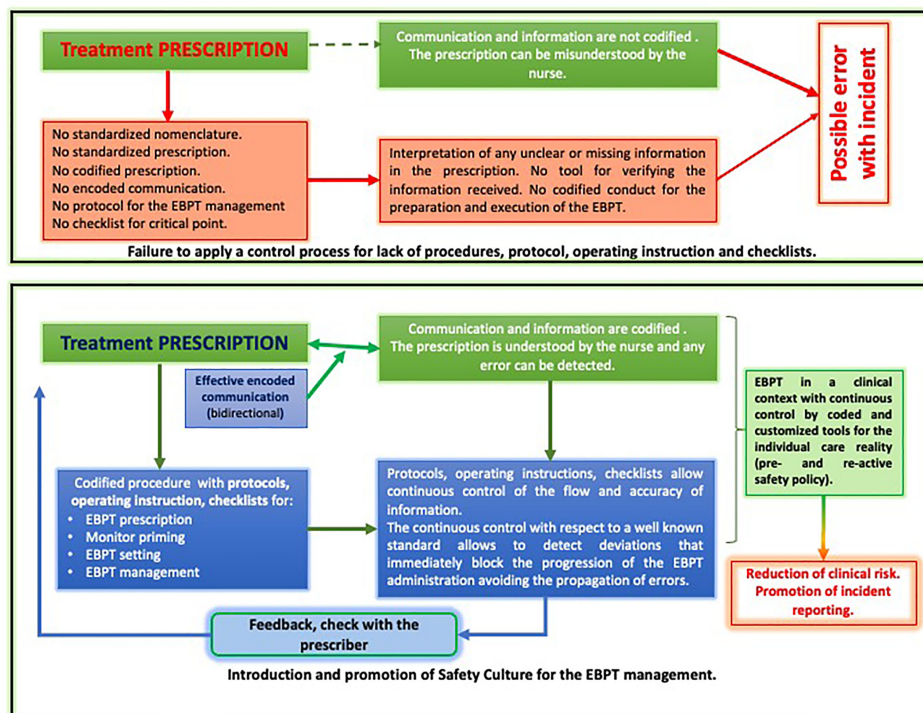 Treatment PRESCRIPTION
Communication and information are not codified .
The prescription can be misunderstood by the
nurse.
No standardized nomenclature.
No standardized prescription.
No codified prescription.
No encoded communication.
No protocol for the EBPT management
No checklist for critical point.
Interpretation of any unclear or missing information
in the prescription. No tool for verifying
the information received. No codified conduct for the
preparation and execution of the EBPT.
Possible error
with incident
Failure to apply a control process for lack of procedures, protocol, operating instruction and checklists.
Treatment PRESCRIPTION
Effective encoded
communication
(bidirectional)
Communication and information are codified .
The prescription is understood by the nurse and any
error can be detected.
Codified procedure with protocols,
operating instruction, checklists for:
• EBPT prescription
• Monitor priming
• EBPT setting
• EBPT management
Protocols, operating instructions, checklists allow
continuous control of the flow and accuracy of
information.
The continuous control with respect to a well known
standard allows to detect deviations that
immediately block the progression of the EBPT
administration avoiding the propagation of errors.
EBPT in a clinical
context with continuous
control by coded and
customized tools for the
individual care reality
(pre- and re-active
safety policy).
Reduction of clinical risk.
Promotion of incident
reporting.
Feedback, check with the
prescriber
Introduction and promotion of Safety Culture for the EBPT management.